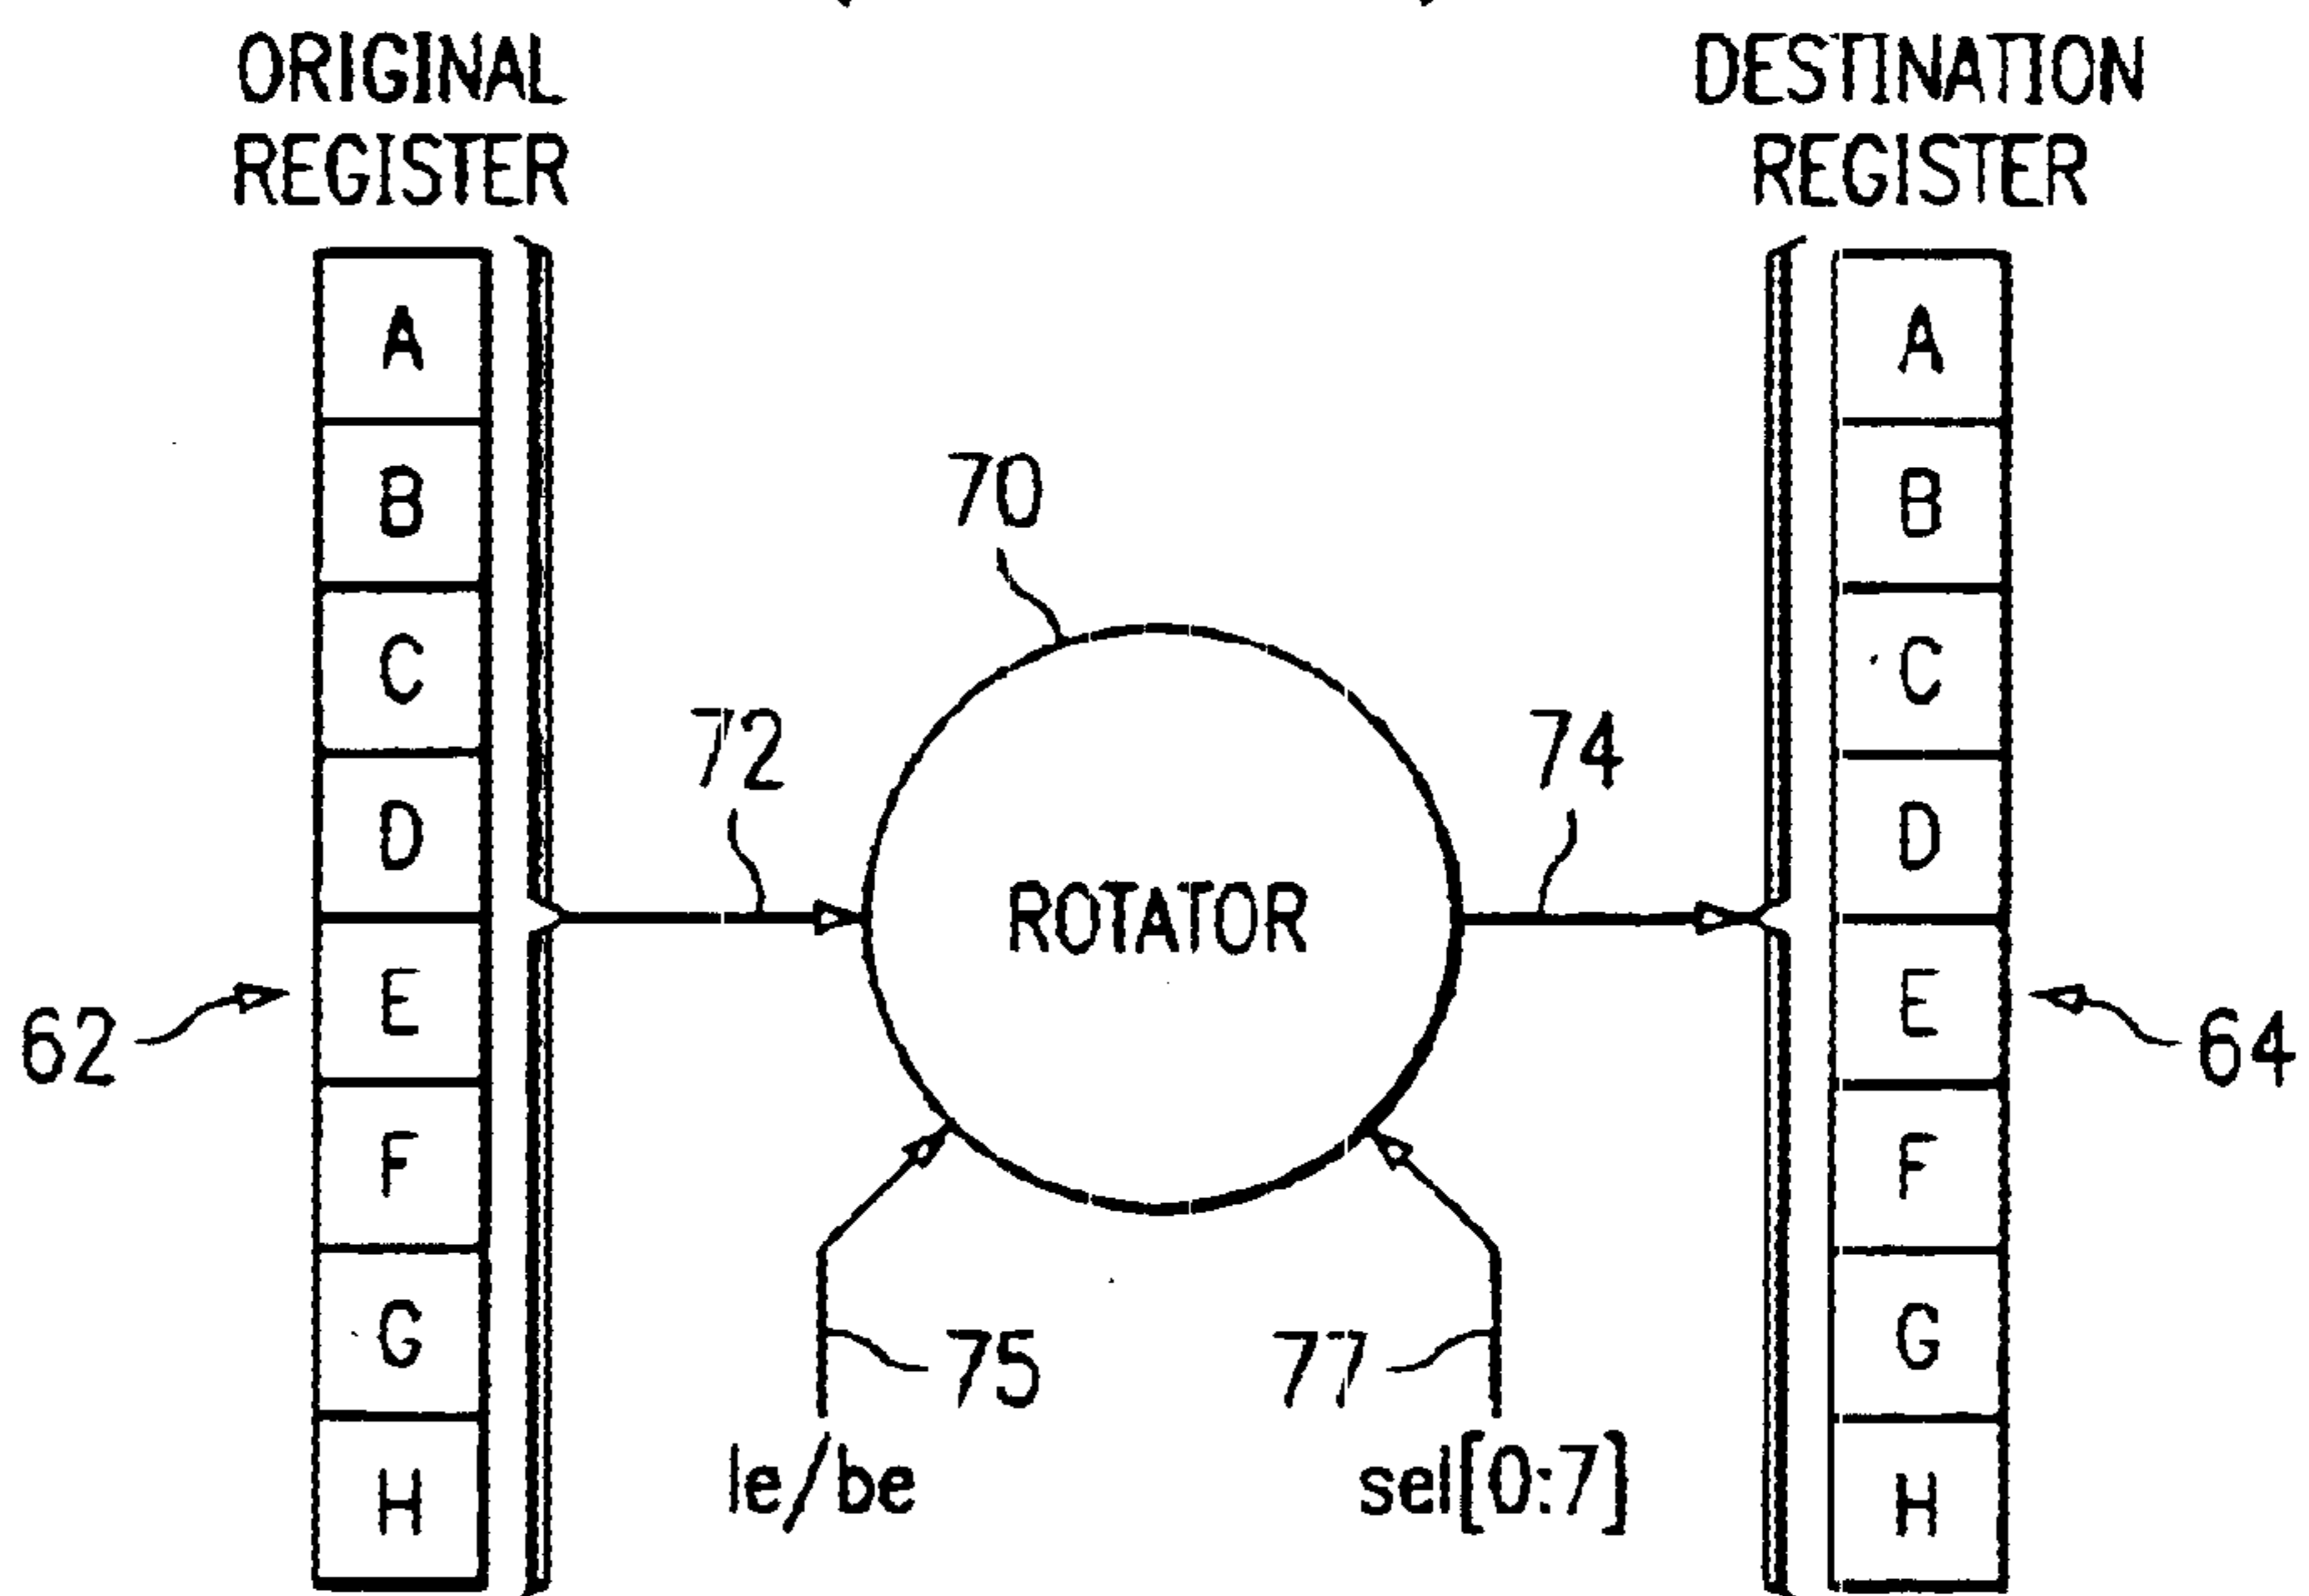 ORIGINAL
REGISTER
DESTINATION
REGISTER
A
B
C
D
E
F
G
H
62
70
72
74
ROTATOR
75
77
le/be
sel[0:7]
A
B
C
D
E
F
G
H
64